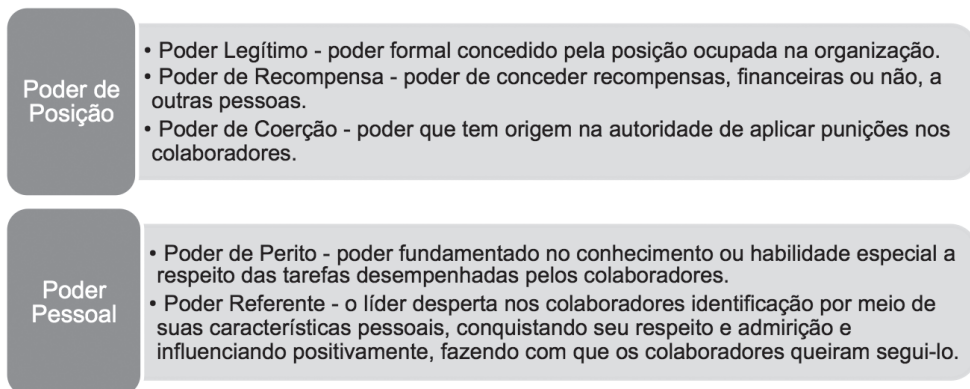 Poder de
Posição
• Poder Legítimo - poder formal concedido pela posição ocupada na organização.
• Poder de Recompensa - poder de conceder recompensas, financeiras ou não, a
outras pessoas.
• Poder de Coerção - poder que tem origem na autoridade de aplicar punições nos
colaboradores.
Poder
Pessoal
• Poder de Perito - poder fundamentado no conhecimento ou habilidade especial a
respeito das tarefas desempenhadas pelos colaboradores.
• Poder Referente - o líder desperta nos colaboradores identificação por meio de
suas características pessoais, conquistando seu respeito e admirição e
influenciando positivamente, fazendo com que os colaboradores queiram segui-lo.